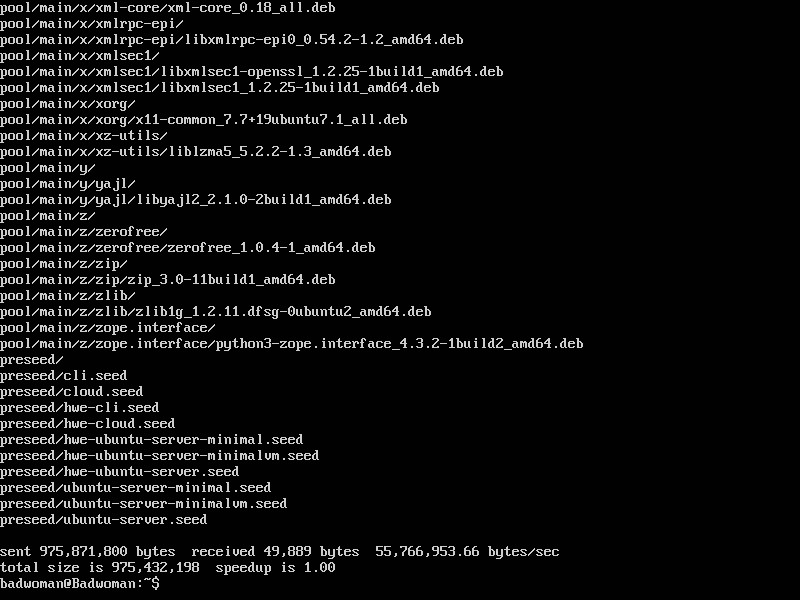 pool/main/x/xml-core/xml-core_0.18_all.deb
pool/main/x/xmlrpc-epi/
pool/main/x/xmlrpc-epi/libxmlrpc-epi0_0.54.2-1.2_amd64.deb
pool/main/x/xmlsec1/
pool/main/x/xmlsec1/libxmlsec1-openssl_1.2.25-1build1_amd64.deb
pool/main/x/xmlsec1/libxmlsec1_1.2.25-1build1_amd64.deb
pool/main/x/xorg/
pool/main/x/xorg/x11-common_7.7+19ubuntu7.1_all.deb
pool/main/x/xz-utils/
pool/main/x/xz-utils/liblzma5_5.2.2-1.3_amd64.deb
pool/main/y/
pool/main/y/yajl/
pool/main/y/yajl/libyajl2_2.1.0-2build1_amd64.deb
pool/main/z/
pool/main/z/zerofree/
pool/main/z/zerofree/zerofree_1.0.4-1_amd64.deb
pool/main/z/zip/
pool/main/z/zip/zip_3.0-11build1_amd64.deb
pool/main/z/zlib/
pool/main/z/zlib/zlib1g_1.2.11.dfsg-0ubuntu2_amd64.deb
pool/main/z/zope.interface/
pool/main/z/zope.interface/python3-zope.interface_4.3.2-1build2_amd64.deb
preseed/
preseed/cli.seed
preseed/cloud.seed
preseed/hwe-cli.seed
preseed/hwe-cloud.seed
preseed/hwe-ubuntu-server-minimal.seed
preseed/hwe-ubuntu-server-minimalvm.seed
preseed/hwe-ubuntu-server.seed
preseed/ubuntu-server-minimal.seed
preseed/ubuntu-server-minimalvm.seed
preseed/ubuntu-server.seed
sent 975,871,800 bytes  received 49,889 bytes  55,766,953.66 bytes/sec
total size is 975,432,198  speedup is 1.00
badwoman@Badwoman:~$